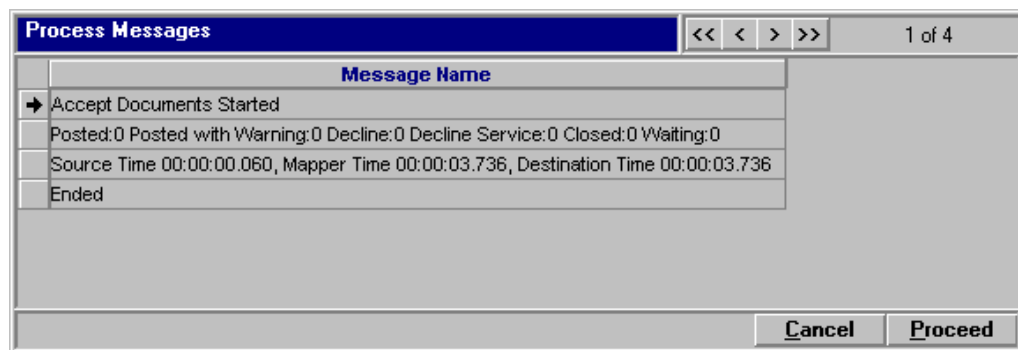 Process Messages
<< < > >> 1 of 4
Message Name
Accept Documents Started
Posted:0 Posted with Warning:0 Decline:0 Decline Service:0 Closed:0 Waiting:0
Source Time 00:00:00.060, Mapper Time 00:00:03.736, Destination Time 00:00:03.736
Ended
Cancel Proceed